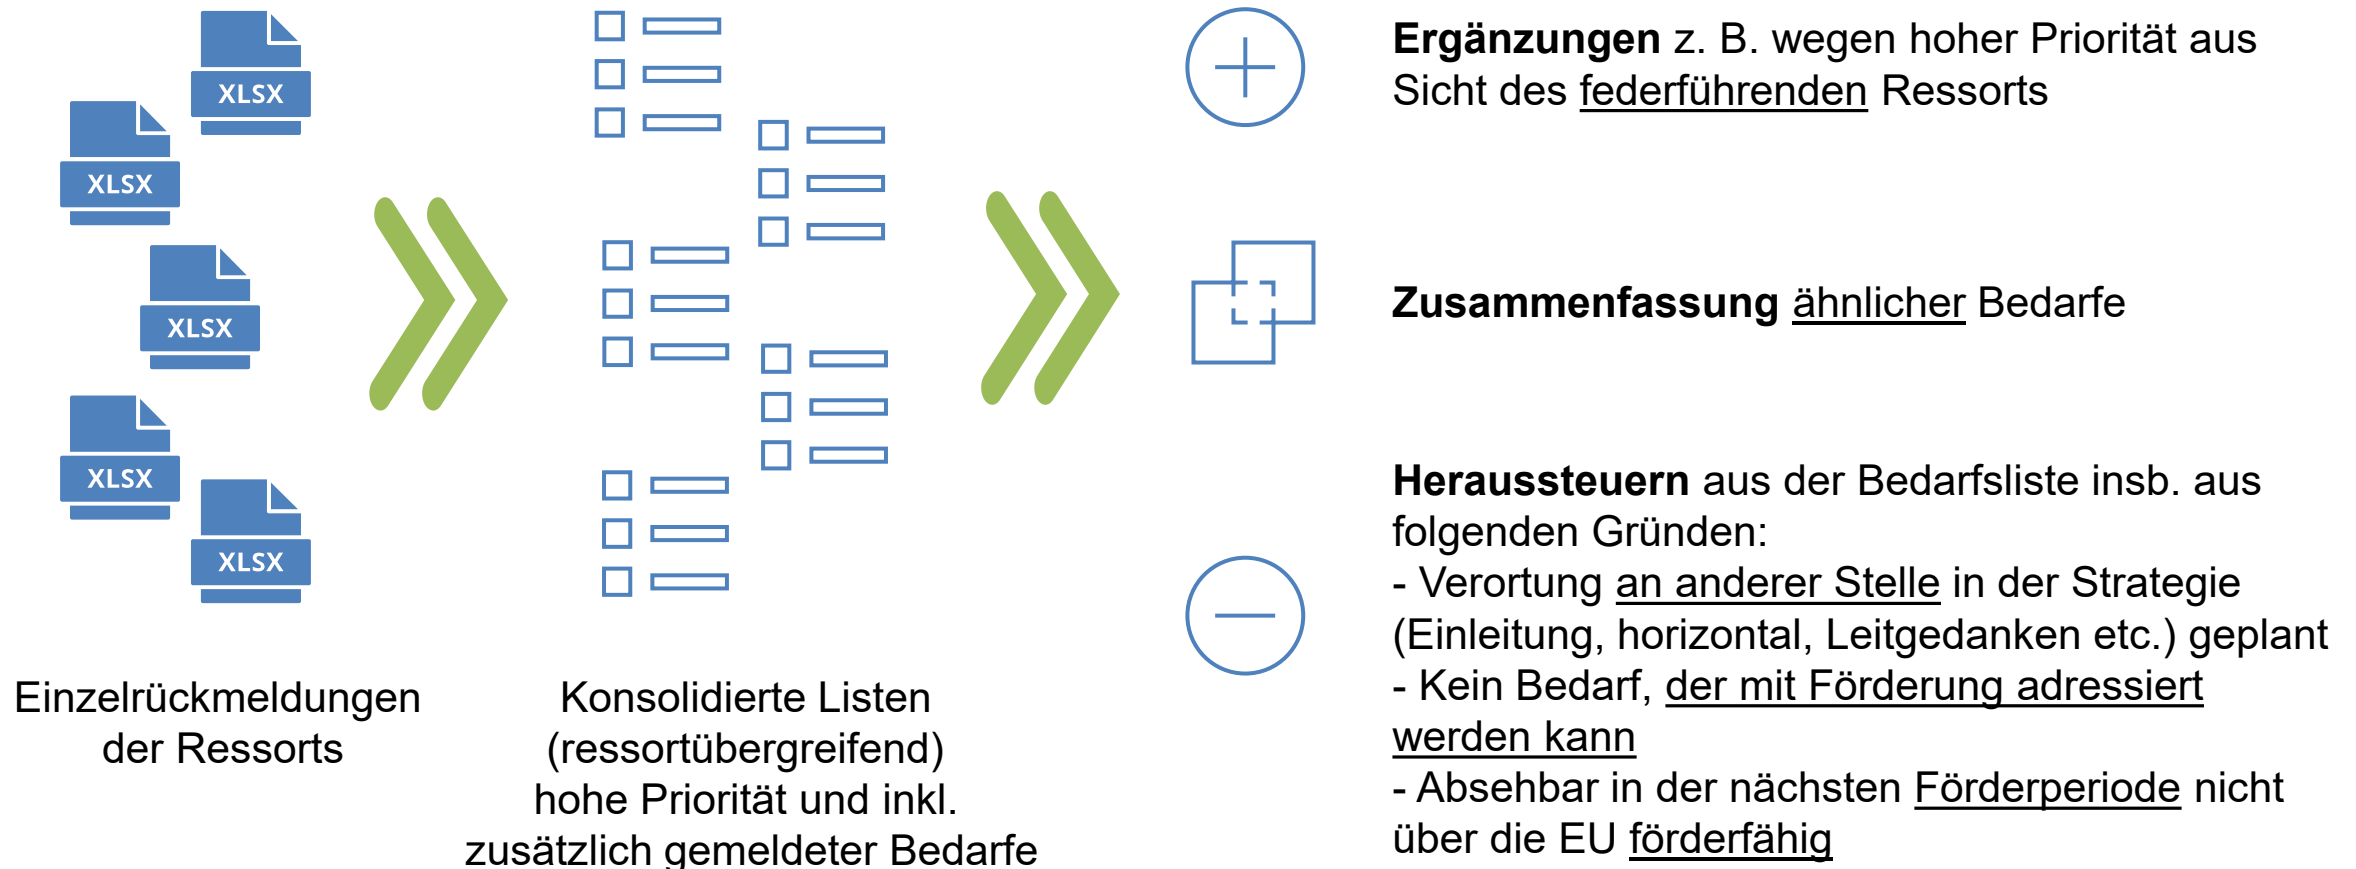 XLSX
XLSX
XLSX
XLSX
XLSX
Einzelrückmeldungen
der Ressorts
Konsolidierte Listen
(ressortübergreifend)
hohe Priorität und inkl.
zusätzlich gemeldeter Bedarfe
Ergänzungen z. B. wegen hoher Priorität aus
Sicht des federführenden Ressorts
Zusammenfassung ähnlicher Bedarfe
Heraussteuern aus der Bedarfsliste insb. aus
folgenden Gründen:
- Verortung an anderer Stelle in der Strategie
(Einleitung, horizontal, Leitgedanken etc.) geplant
- Kein Bedarf, der mit Förderung adressiert
werden kann
- Absehbar in der nächsten Förderperiode nicht
über die EU förderfähig